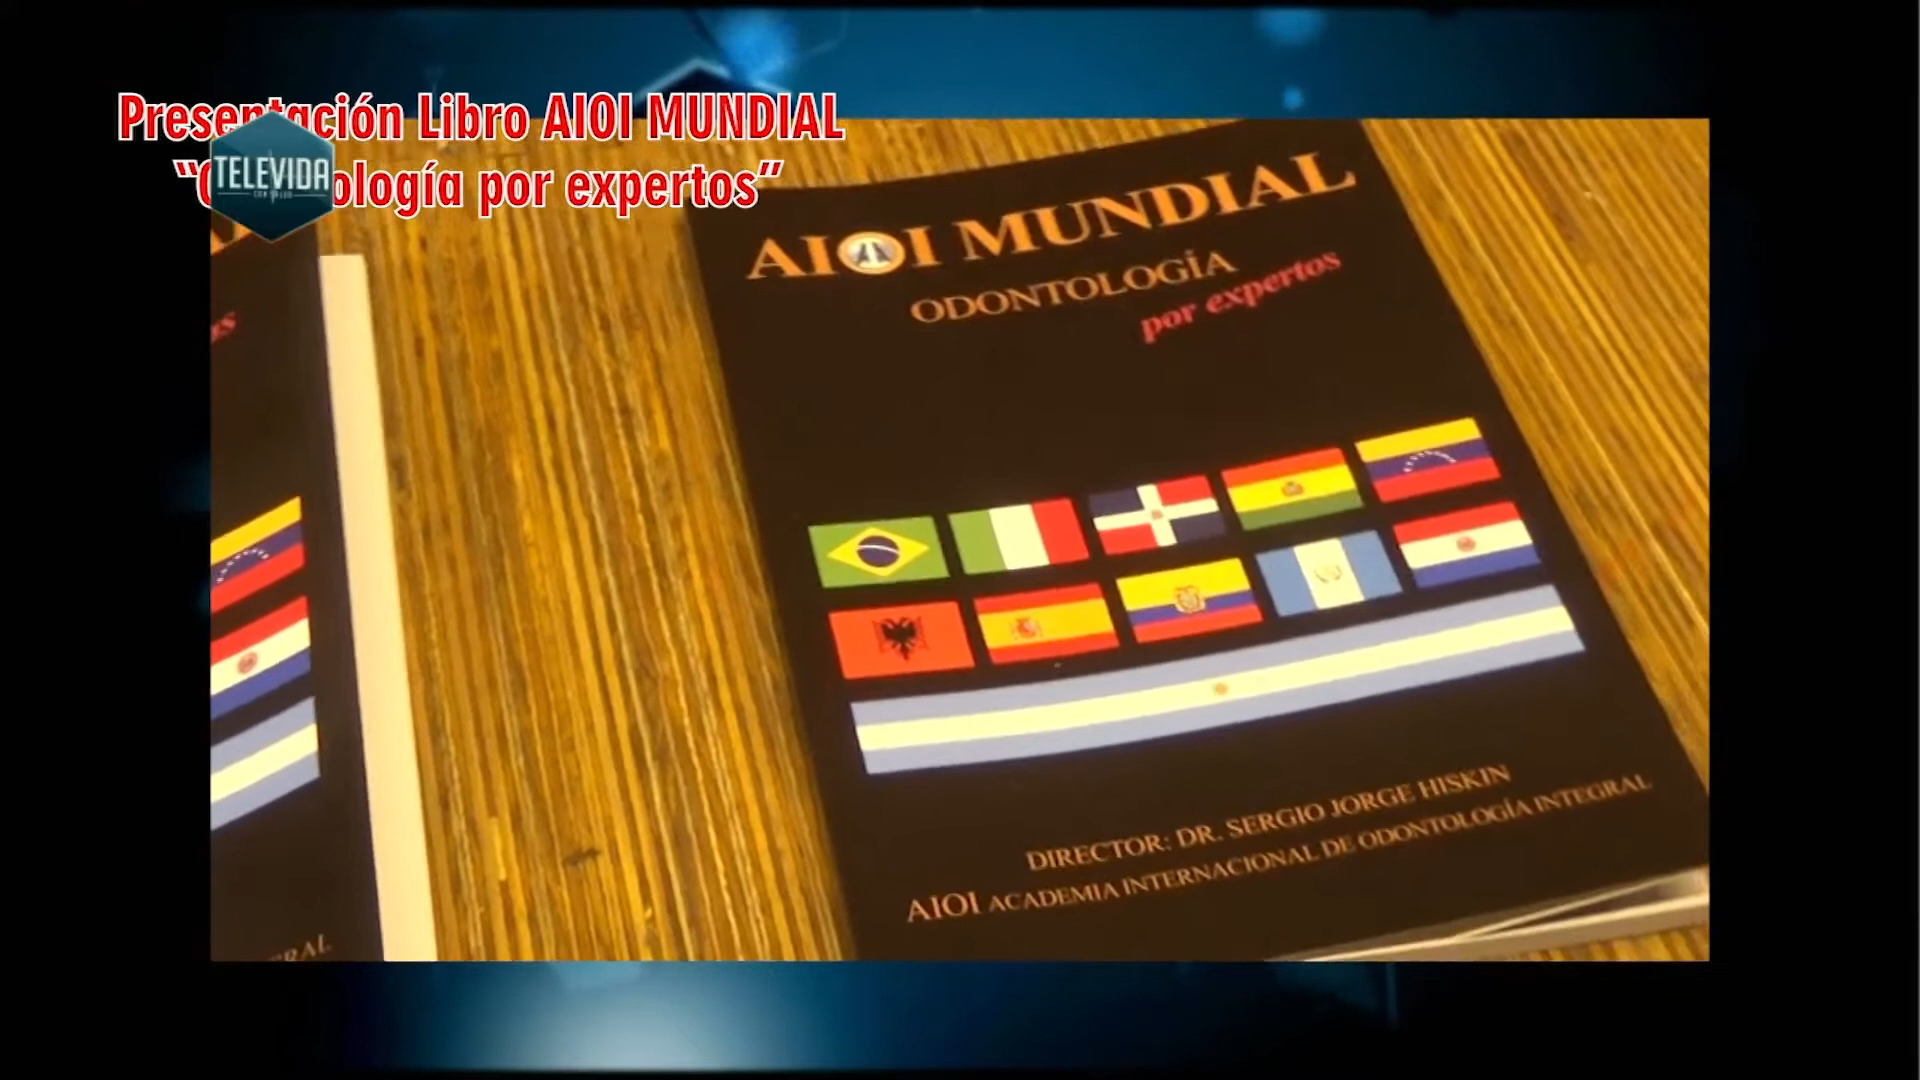 Presentación Libro AIOI MUNDIAL
por expertos”
TELEVIDA
AIOI MUNDIAL
ODONTOLOGÍA
por expertos
DIRECTOR: DR. SERGIO JORGE HISKIN
AIOI ACADEMIA INTERNACIONAL DE ODONTOLOGÍA INTEGRAL